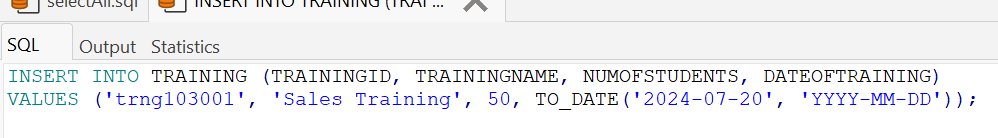 selectAll.sql INSERT INTO TRAINING (TRAI ...
SQL Output Statistics
INSERT INTO TRAINING (TRAININGID, TRAININGNAME, NUMOFSTUDENTS, DATEOFTRAINING)
VALUES ('trng103001', 'Sales Training', 50, TO_DATE('2024-07-20', 'YYYY-MM-DD'));